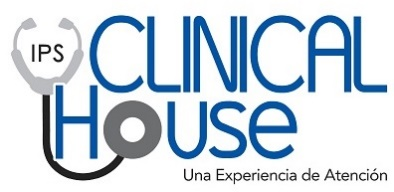 IPS
CLINICAL
HOUSE
Una Experiencia de Atención